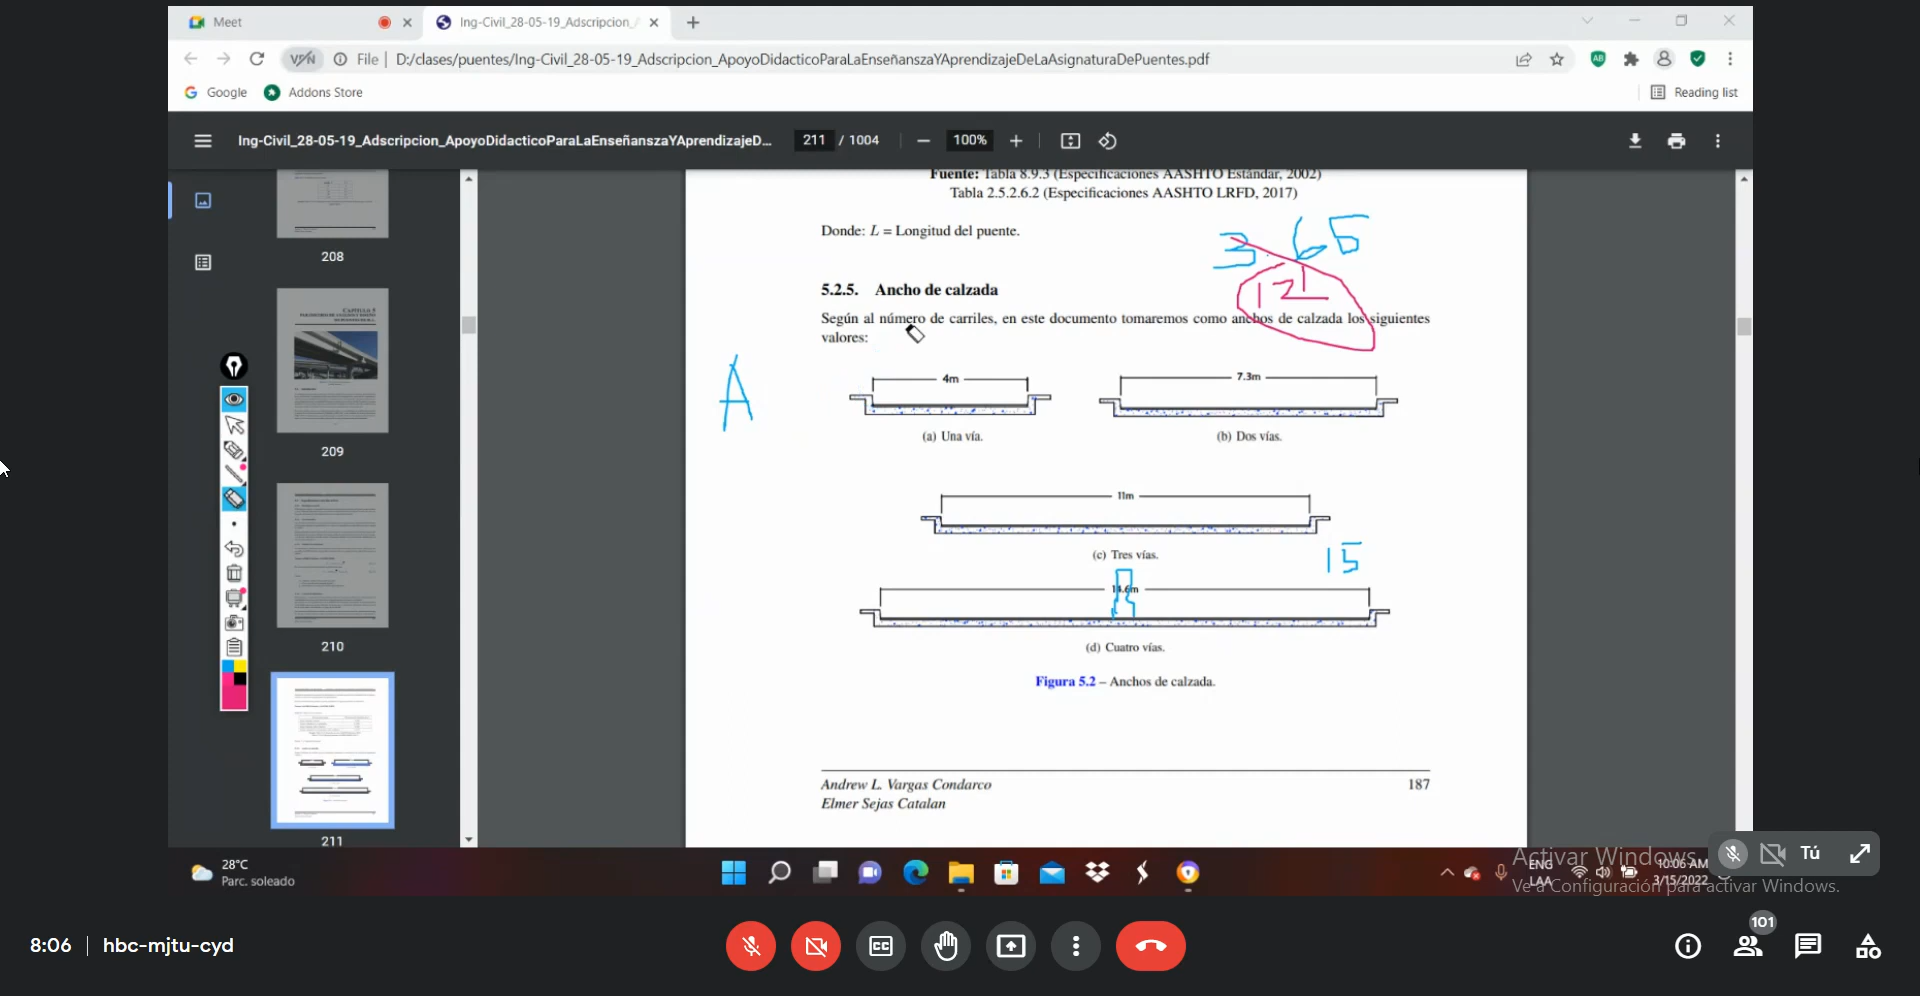 Meet
Ing-Civil_28-05-19_Adscripcion_A
File | D:/clases/puentes/Ing-Civil_28-05-19_Adscripcion_ApoyoDidacticoParaLaEnseñanszaYAprendizajeDeLaAsignaturaDePuentes.pdf
Google Addons Store Reading list
Ing-Civil_28-05-19_Adscripcion_ApoyoDidacticoParaLaEnseñanszaYAprendizajeD... 211 / 1004 100%
208
209
210
211
Fuente: Tabla 8.9.3 (Especificaciones AASHTO Estándar, 2002)
Tabla 2.5.2.6.2 (Especificaciones AASHTO LRFD, 2017)
Donde: L = Longitud del puente.
3.65
12
5.2.5. Ancho de calzada
Según al número de carriles, en este documento tomaremos como anchos de calzada los siguientes
valores:
A
4m 7.3m
(a) Una vía. (b) Dos vías.
11m
(c) Tres vías.
15
14.6m
(d) Cuatro vías.
Figura 5.2 – Anchos de calzada.
Andrew L. Vargas Condarco 187
Elmer Sejas Catalan
28°C
Parc. soleado
ENG
LAA
10:06 AM
3/15/2022
Tú
Activar Windows
Ve a Configuración para activar Windows.
8:06 | hbc-mjtu-cyd
101